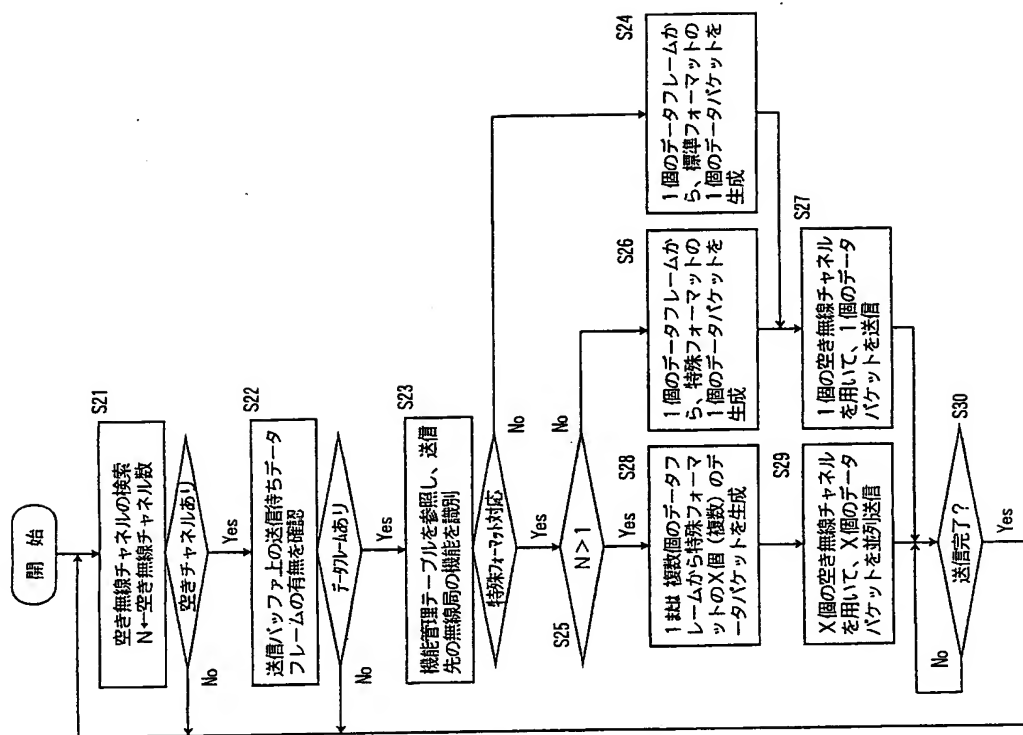 開 始
S21
空き無線チャネルの検索
N←空き無線チャネル数
空きチャネルあり
No
Yes
S22
送信バッファ上の送信待ちデータ
フレームの有無を確認
データフレームあり
No
Yes
S23
機能管理テーブルを参照し、送信
先の無線局の機能を識別
特殊フォーマット対応
No
Yes
S24
1個のデータフレームか
ら、標準フォーマットの
1個のデータパケットを
生成
S25
N > 1
No
Yes
S26
1個のデータフレームか
ら、特殊フォーマットの
1個のデータパケットを
生成
S27
1個の空き無線チャネル
を用いて、1個のデータ
パケットを送信
S28
1または 複数個のデータフ
レームから特殊フォーマ
ットのX個（複数）のデー
タパケットを生成
S29
X個の空き無線チャネル
を用いて、X個のデータ
パケットを並列送信
S30
送信完了?
No
Yes